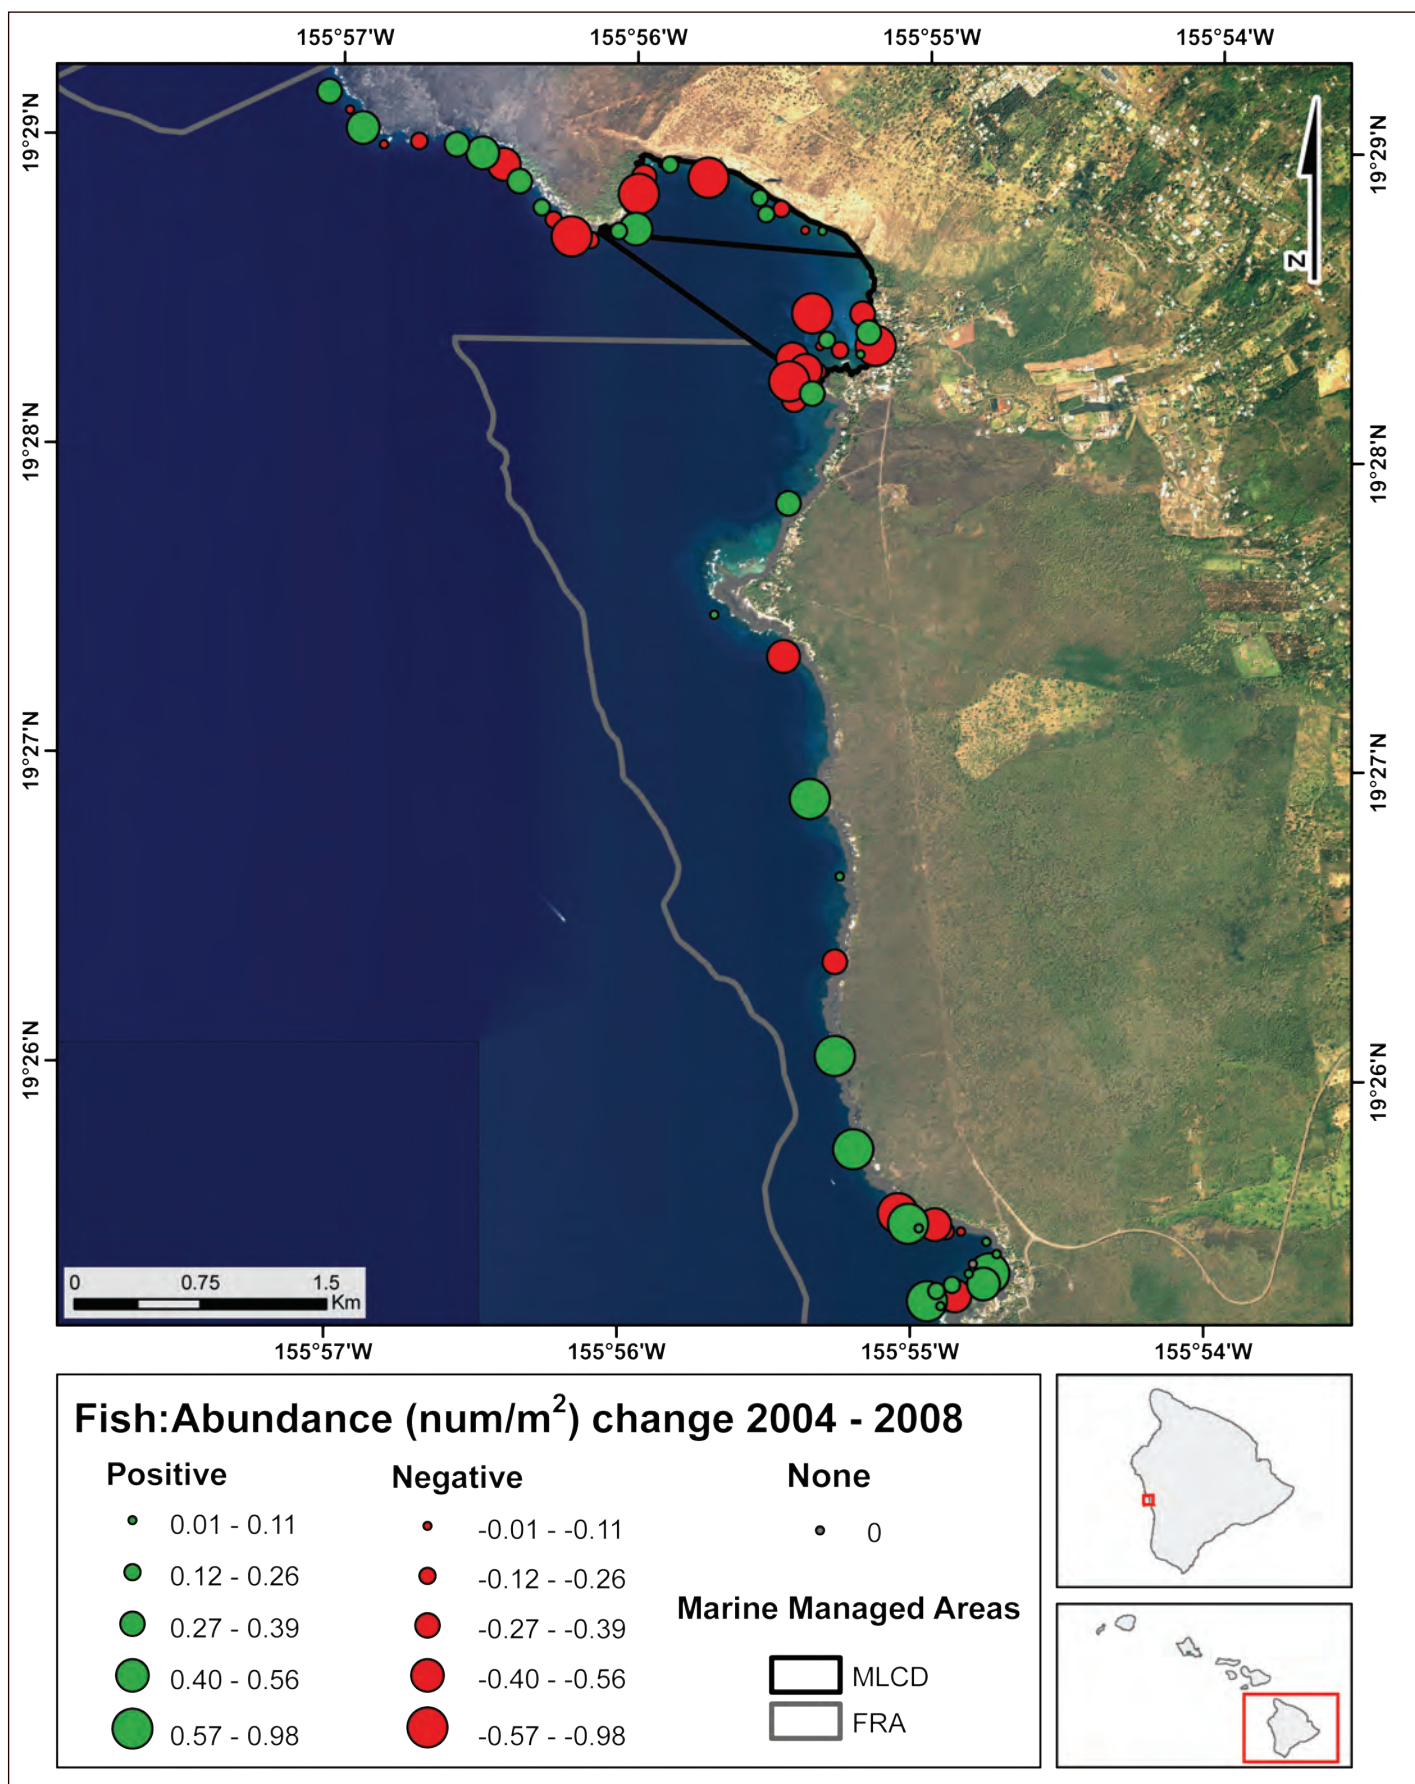 155°57'W 155°56'W 155°55'W 155°54'W
19°29'N 19°29'N
N
19°28'N 19°28'N
19°27'N 19°27'N
19°26'N 19°26'N
0 0.75 1.5
Km
155°57'W 155°56'W 155°55'W 155°54'W
Fish:Abundance (num/m²) change 2004 - 2008
Positive Negative None
0.01 - 0.11 -0.01 - -0.11 0
0.12 - 0.26 -0.12 - -0.26
0.27 - 0.39 -0.27 - -0.39
0.40 - 0.56 -0.40 - -0.56
0.57 - 0.98 -0.57 - -0.98
Marine Managed Areas
MLCD
FRA